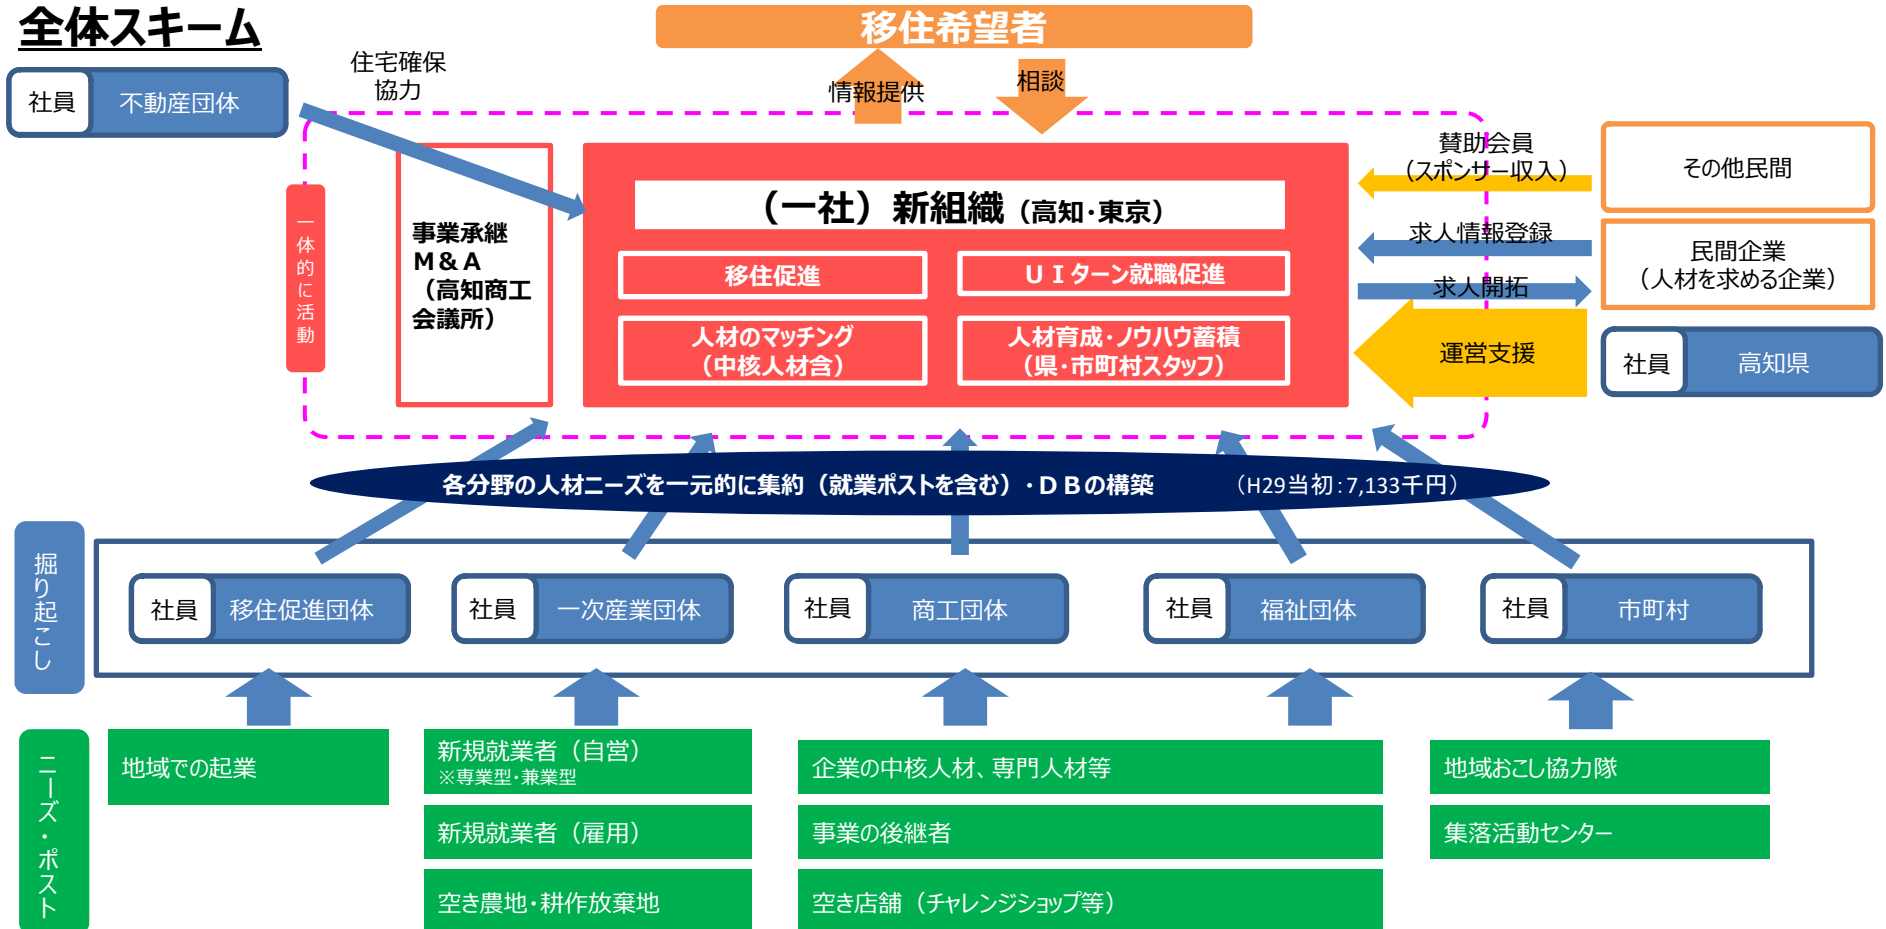 全体スキーム
移住希望者
住宅確保
協力
情報提供
相談
社員
不動産団体
賛助会員
（スポンサー収入）
その他民間
（一社）新組織（高知・東京）
一体的に活動
事業承継
Ｍ＆Ａ
（高知商工
会議所）
求人情報登録
民間企業
（人材を求める企業）
移住促進
ＵＩターン就職促進
求人開拓
人材のマッチング
（中核人材含）
人材育成・ノウハウ蓄積
（県・市町村スタッフ）
運営支援
社員
高知県
各分野の人材ニーズを一元的に集約（就業ポストを含む）・ＤＢの構築　（H29当初：7,133千円）
掘り起こし
社員
移住促進団体
社員
一次産業団体
社員
商工団体
社員
福祉団体
社員
市町村
ニーズ・ポスト
地域での起業
新規就業者（自営）
※専業型・兼業型
新規就業者（雇用）
空き農地・耕作放棄地
企業の中核人材、専門人材等
事業の後継者
空き店舗（チャレンジショップ等）
地域おこし協力隊
集落活動センター